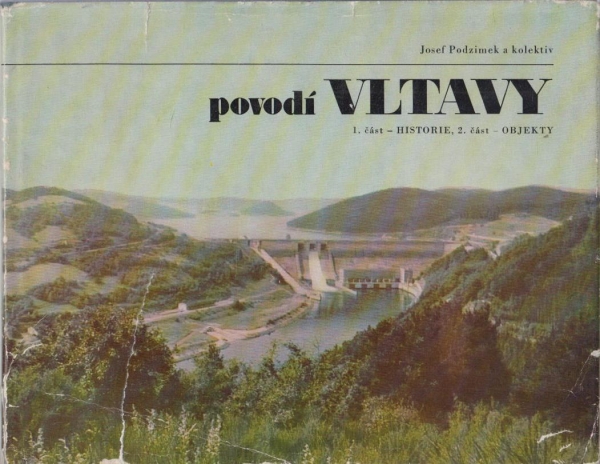 Josef Podzimek a kolektiv
povodí VLTAVY
1. část – HISTORIE, 2. část – OBJEKTY